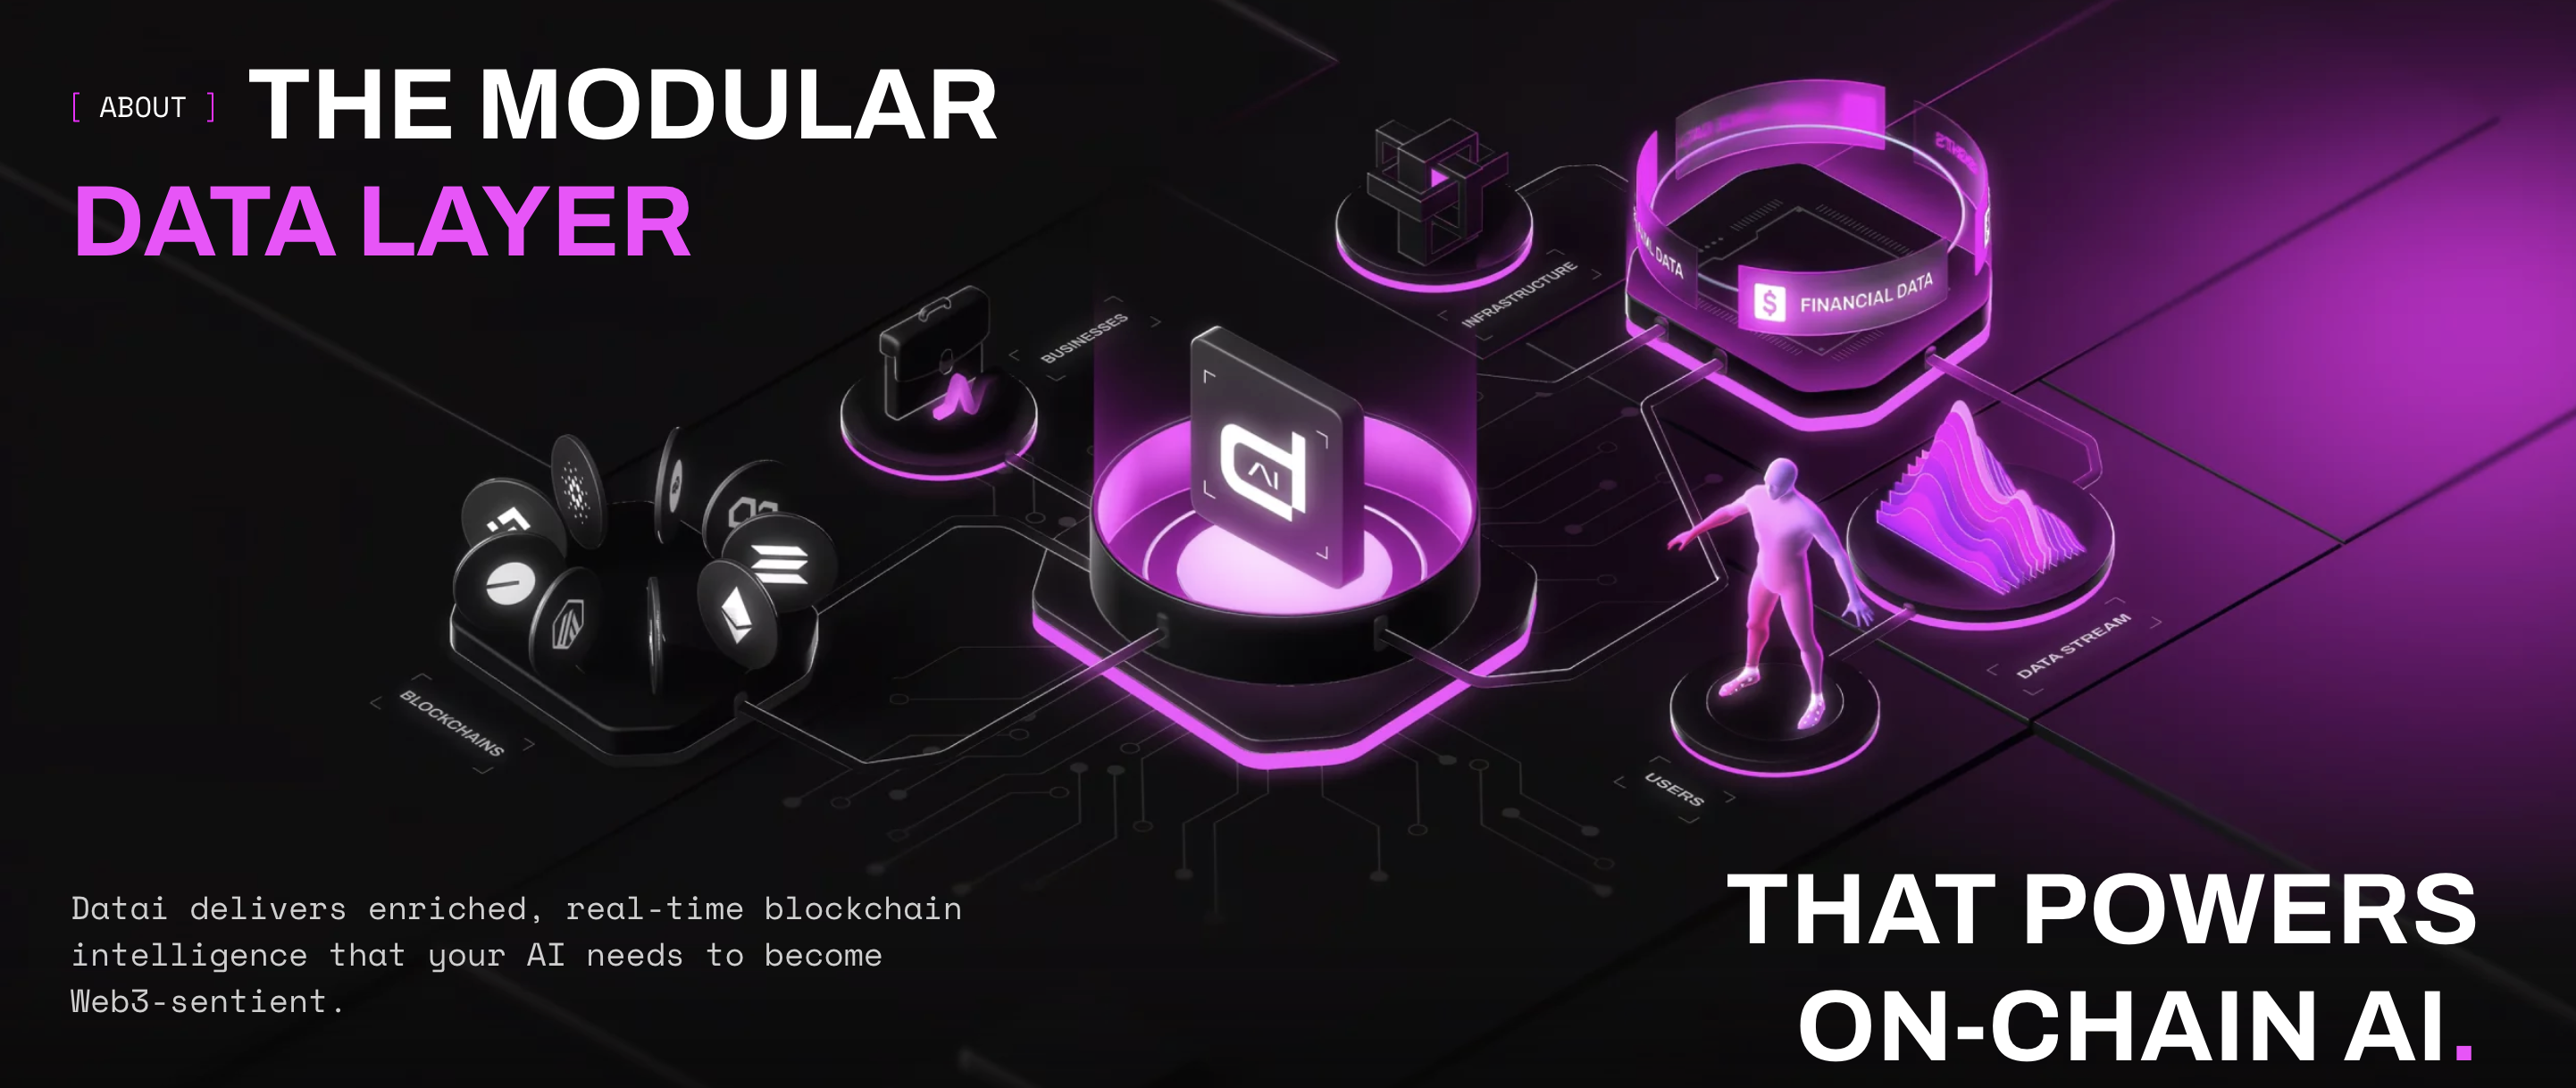 [ ABOUT ] THE MODULAR
DATA LAYER
INFRASTRUCTURE
DATA
FINANCIAL DATA
BUSINESSES
AI
BLOCKCHAINS
DATA STREAM
USERS
Datai delivers enriched, real-time blockchain
intelligence that your AI needs to become
Web3-sentient.
THAT POWERS
ON-CHAIN AI.